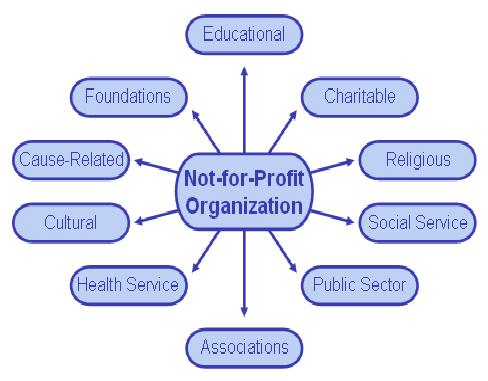 Educational
Foundations
Charitable
Cause-Related
Not-for-Profit
Organization
Religious
Cultural
Social Service
Health Service
Public Sector
Associations